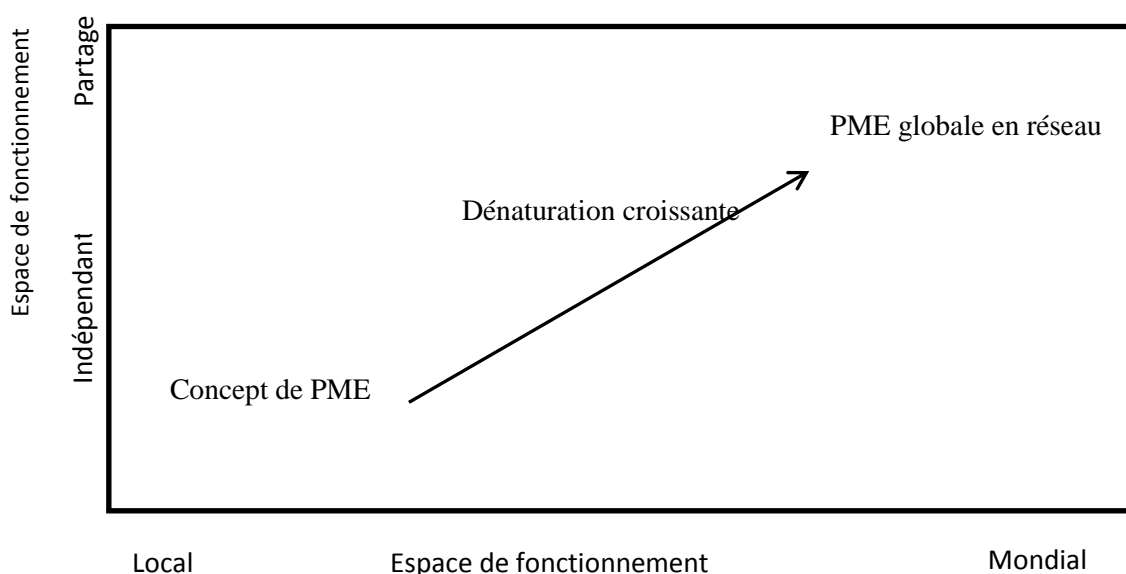 Espace de fonctionnement
Partage
Indépendant
PME globale en réseau
Dénaturation croissante
Concept de PME
Local
Espace de fonctionnement
Mondial